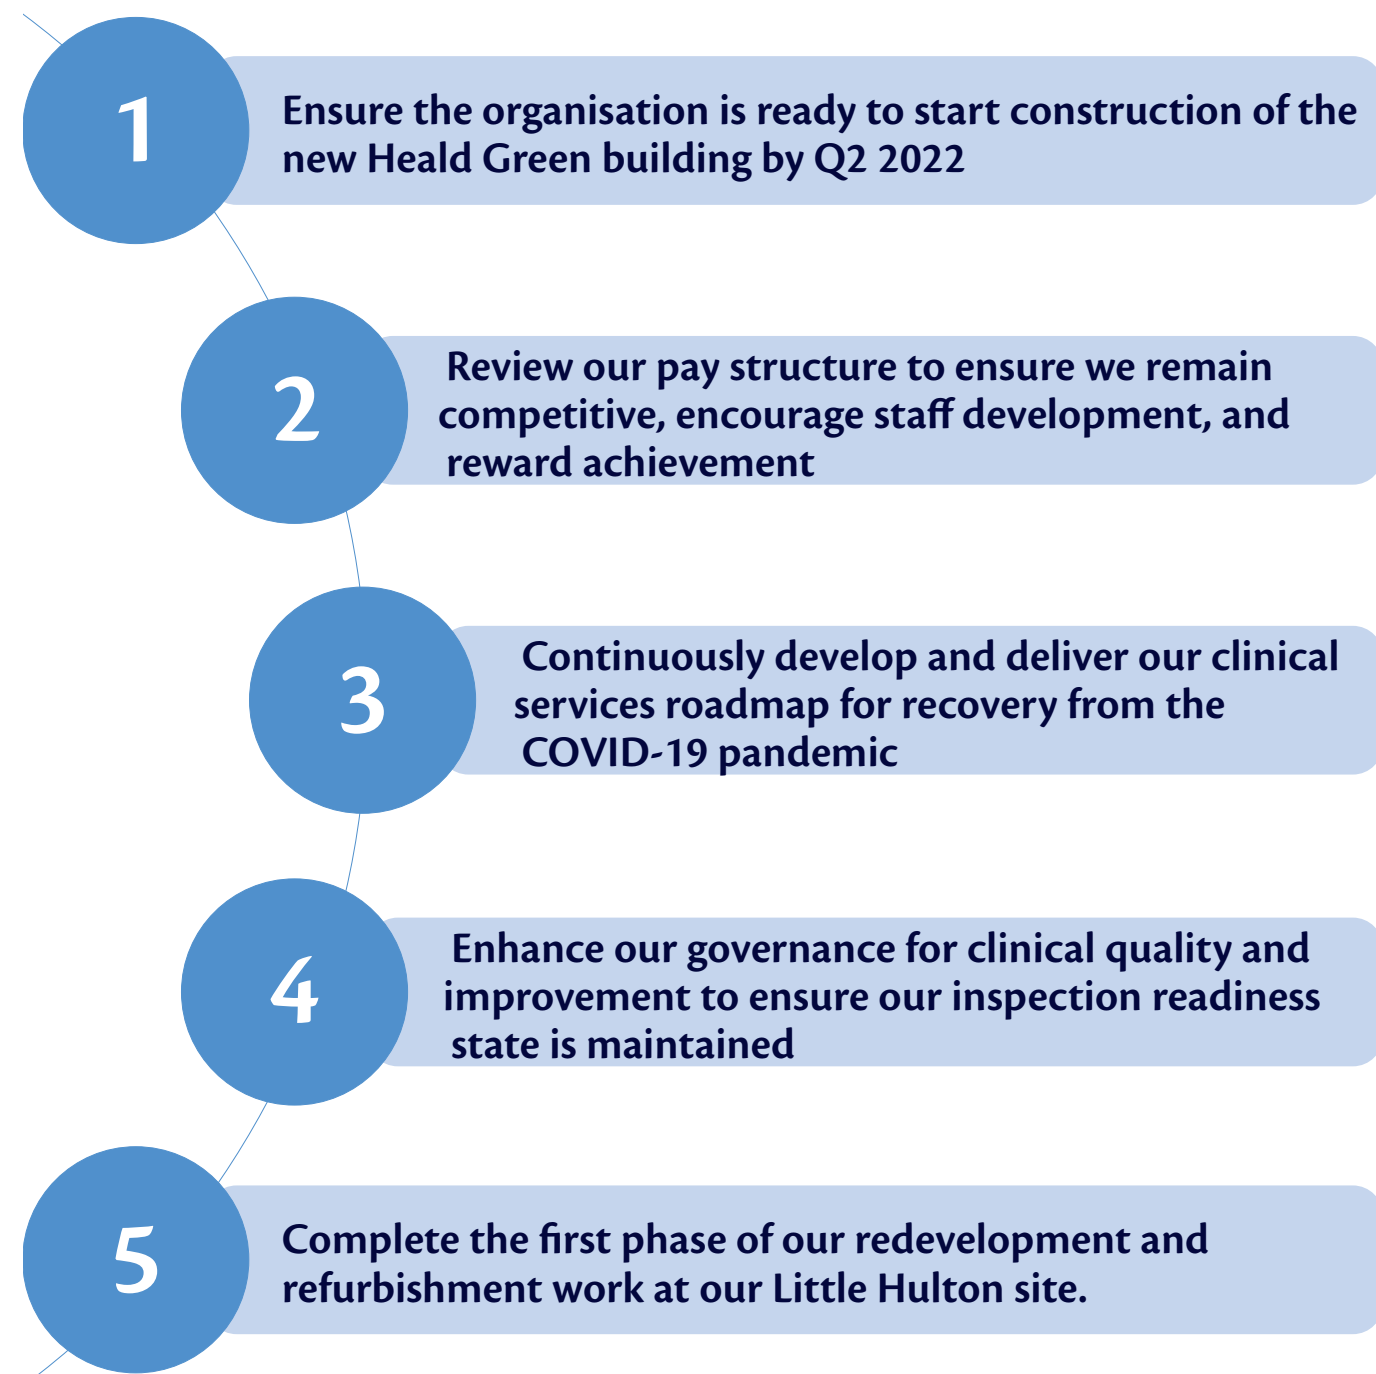 1
Ensure the organisation is ready to start construction of the
new Heald Green building by Q2 2022
2
Review our pay structure to ensure we remain
competitive, encourage staff development, and
reward achievement
3
Continuously develop and deliver our clinical
services roadmap for recovery from the
COVID-19 pandemic
4
Enhance our governance for clinical quality and
improvement to ensure our inspection readiness
state is maintained
5
Complete the first phase of our redevelopment and
refurbishment work at our Little Hulton site.